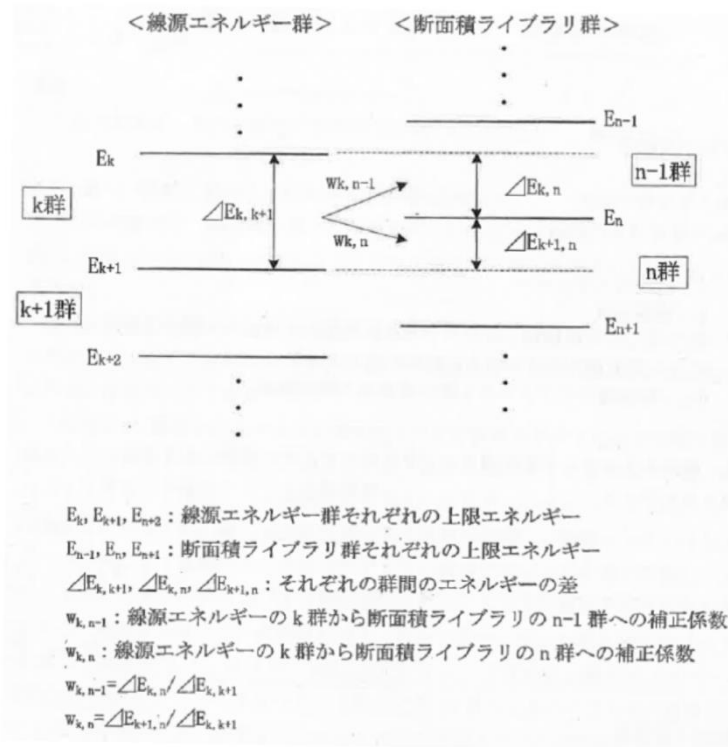 ＜線源エネルギー群＞ ＜断面積ライブラリ群＞
En-1
Ek
n-1群
Wk, n-1
⊿Ek, n
k群
⊿Ek, k+1
En
Wk, n
⊿Ek+1, n
Ek+1
n群
k+1群
En+1
Ek+2
Ek, Ek+1, En+2：線源エネルギー群それぞれの上限エネルギー
En-1, En, En+1：断面積ライブラリ群それぞれの上限エネルギー
⊿Ek, k+1, ⊿Ek, n, ⊿Ek+1, n：それぞれの群間のエネルギーの差
wk, n-1：線源エネルギーの k 群から断面積ライブラリの n-1 群への補正係数
wk, n：線源エネルギーの k 群から断面積ライブラリの n 群への補正係数
wk, n-1=⊿Ek, n/⊿Ek, k+1
wk, n=⊿Ek+1, n/⊿Ek, k+1